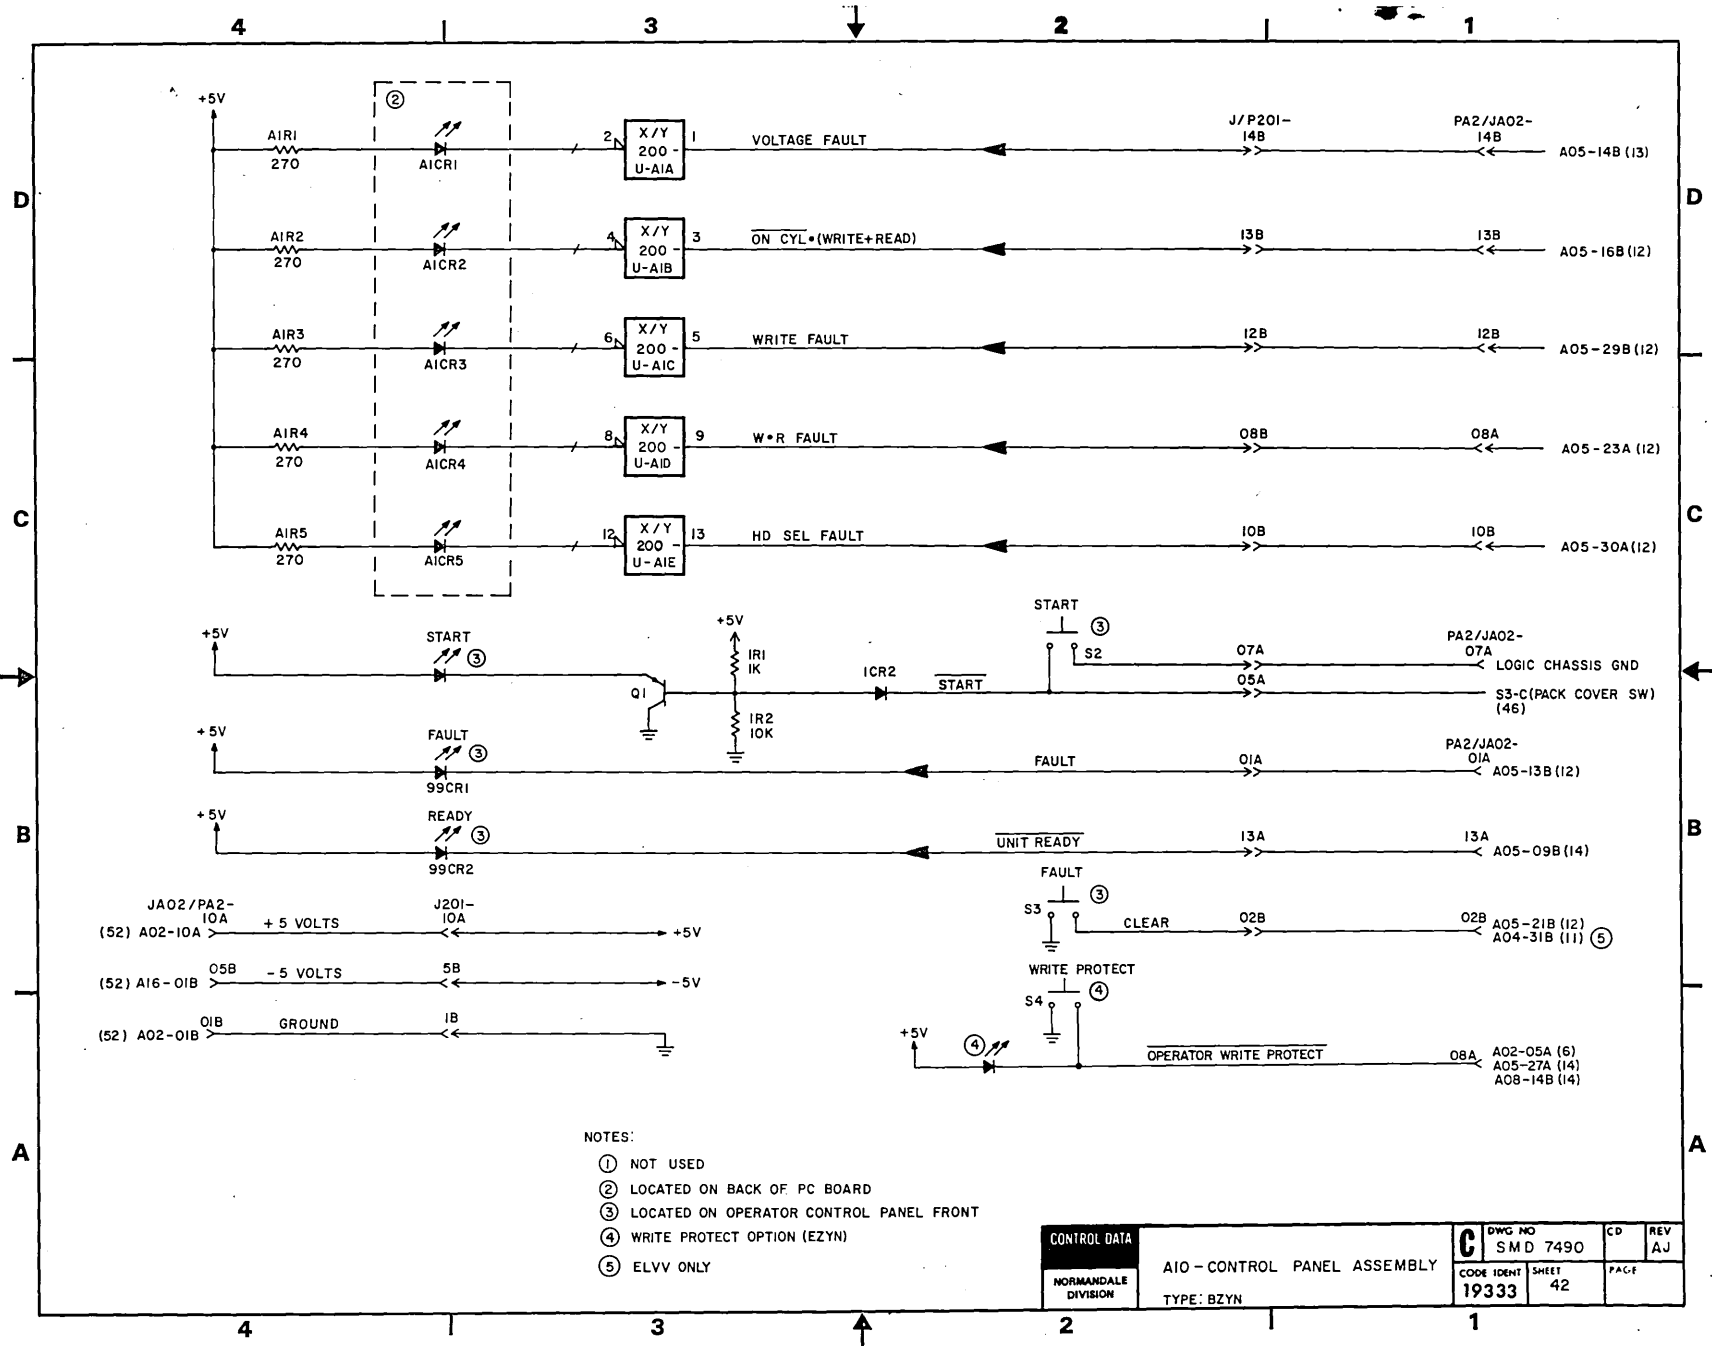 4 3 2 1
+5V
2
A1R1
270
A1CR1
2
X/Y
200
U-A1A
1
VOLTAGE FAULT
J/P201-
14B
PA2/JA02-
14B
A05-14B (13)
D
D
A1R2
270
A1CR2
4
X/Y
200
U-A1B
3
ON CYL•(WRITE+READ)
13B
13B
A05-16B (12)
A1R3
270
A1CR3
6
X/Y
200
U-A1C
5
WRITE FAULT
12B
12B
A05-29B (12)
A1R4
270
A1CR4
8
X/Y
200
U-A1D
9
W•R FAULT
08B
08A
A05-23A (12)
C
C
A1R5
270
A1CR5
12
X/Y
200
U-A1E
13
HD SEL FAULT
10B
10B
A05-30A (12)
+5V
START
3
Q1
+5V
1R1
1K
1R2
10K
1CR2
START
START
3
S2
07A
05A
PA2/JA02-
07A
LOGIC CHASSIS GND
S3-C (PACK COVER SW)
(46)
+5V
FAULT
3
99CR1
FAULT
01A
PA2/JA02-
01A
A05-13B (12)
B
B
+5V
READY
3
99CR2
UNIT READY
13A
13A
A05-09B (14)
JA02/PA2-
10A
(52) A02-10A
+5 VOLTS
J201-
10A
+5V
FAULT
3
S3
CLEAR
02B
02B
A05-21B (12)
A04-31B (11) 5
(52) A16-01B
05B
-5 VOLTS
5B
-5V
WRITE PROTECT
4
S4
(52) A02-01B
01B
GROUND
1B
+5V
4
OPERATOR WRITE PROTECT
08A
A02-05A (6)
A05-27A (14)
A08-14B (14)
A
A
NOTES:
1 NOT USED
2 LOCATED ON BACK OF PC BOARD
3 LOCATED ON OPERATOR CONTROL PANEL FRONT
4 WRITE PROTECT OPTION (EZYN)
5 ELVV ONLY
CONTROL DATA
NORMANDALE
DIVISION
A10-CONTROL PANEL ASSEMBLY
TYPE: BZYN
C
DWG NO
SMD 7490
CD
REV
AJ
CODE IDENT
19333
SHEET
42
PAGE
4 3 2 1